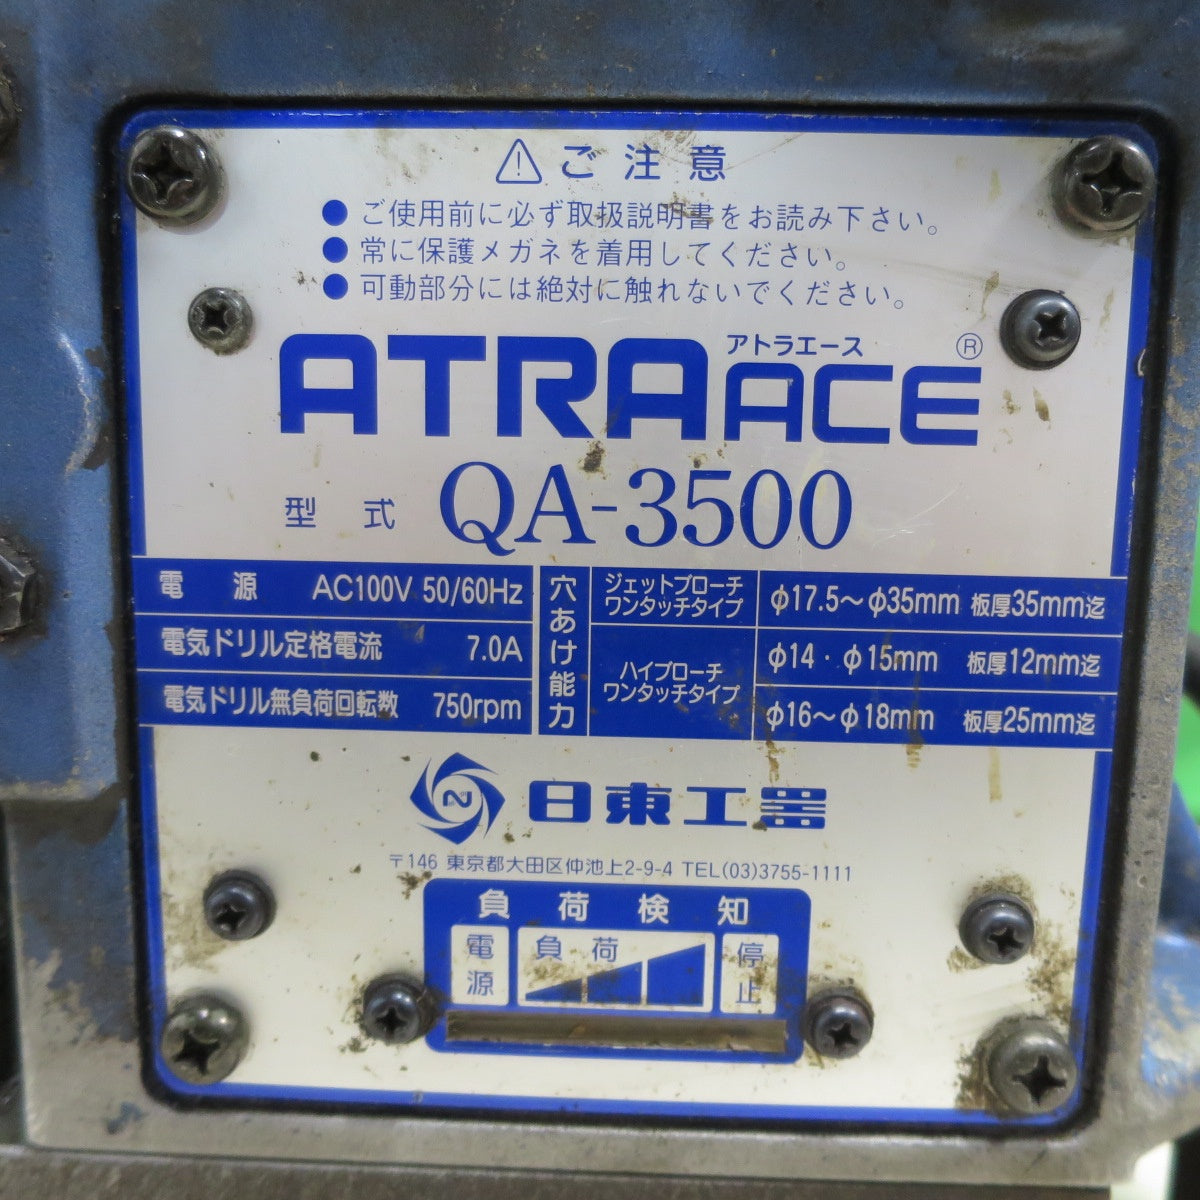 ご注意
●ご使用前に必ず取扱説明書をお読み下さい。
●常に保護メガネを着用してください。
●可動部分には絶対に触れないでください。
アトラエース
ATRAACE®
型式 QA-3500
電源 AC100V 50/60Hz
電気ドリル定格電流 7.0A
電気ドリル無負荷回転数 750rpm
穴あけ能力
ジェットブローチ
ワンタッチタイプ
φ17.5〜φ35mm 板厚35mm迄
ハイブローチ
ワンタッチタイプ
φ14・φ15mm 板厚12mm迄
φ16〜φ18mm 板厚25mm迄
N 日東工器
〒146 東京都大田区仲池上2-9-4 TEL(03)3755-1111
負荷検知
電源
負荷
停止